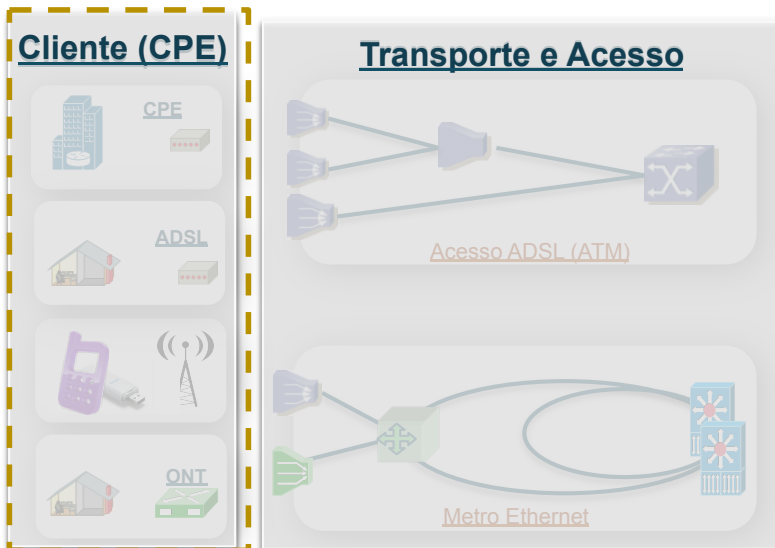 Cliente (CPE)
CPE
ADSL
ONT
Transporte e Acesso
Acesso ADSL (ATM)
Metro Ethernet